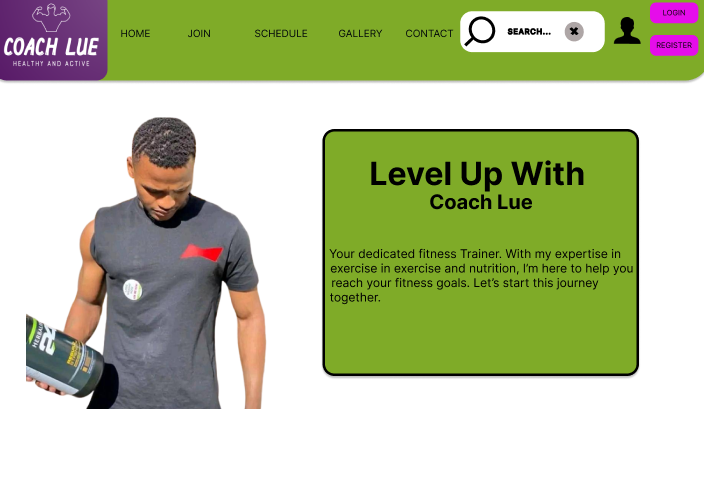 COACH LUE
HEALTHY AND ACTIVE
HOME
JOIN
SCHEDULE
GALLERY
CONTACT
SEARCH...
LOGIN
REGISTER
Level Up With
Coach Lue
Your dedicated fitness Trainer. With my expertise in
exercise in exercise and nutrition, I'm here to help you
reach your fitness goals. Let's start this journey
together.
HERBALIFE
24